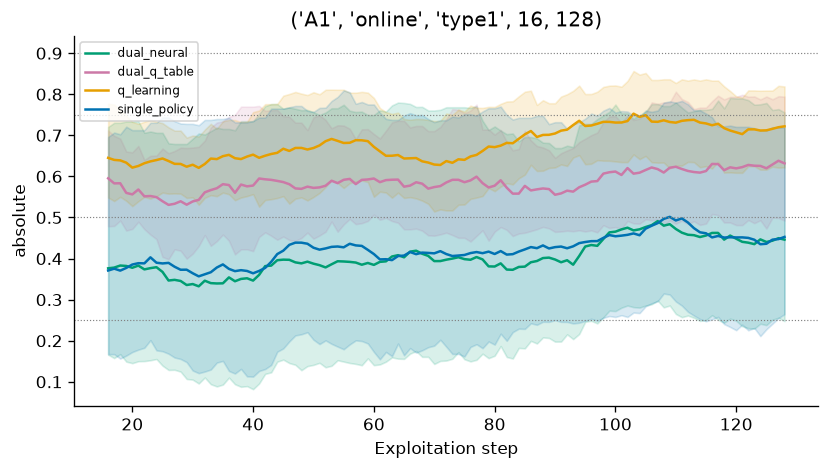 ('A1', 'online', 'type1', 16, 128)
dual_neural
dual_q_table
q_learning
single_policy
absolute
0.9
0.8
0.7
0.6
0.5
0.4
0.3
0.2
0.1
20 40 60 80 100 120
Exploitation step